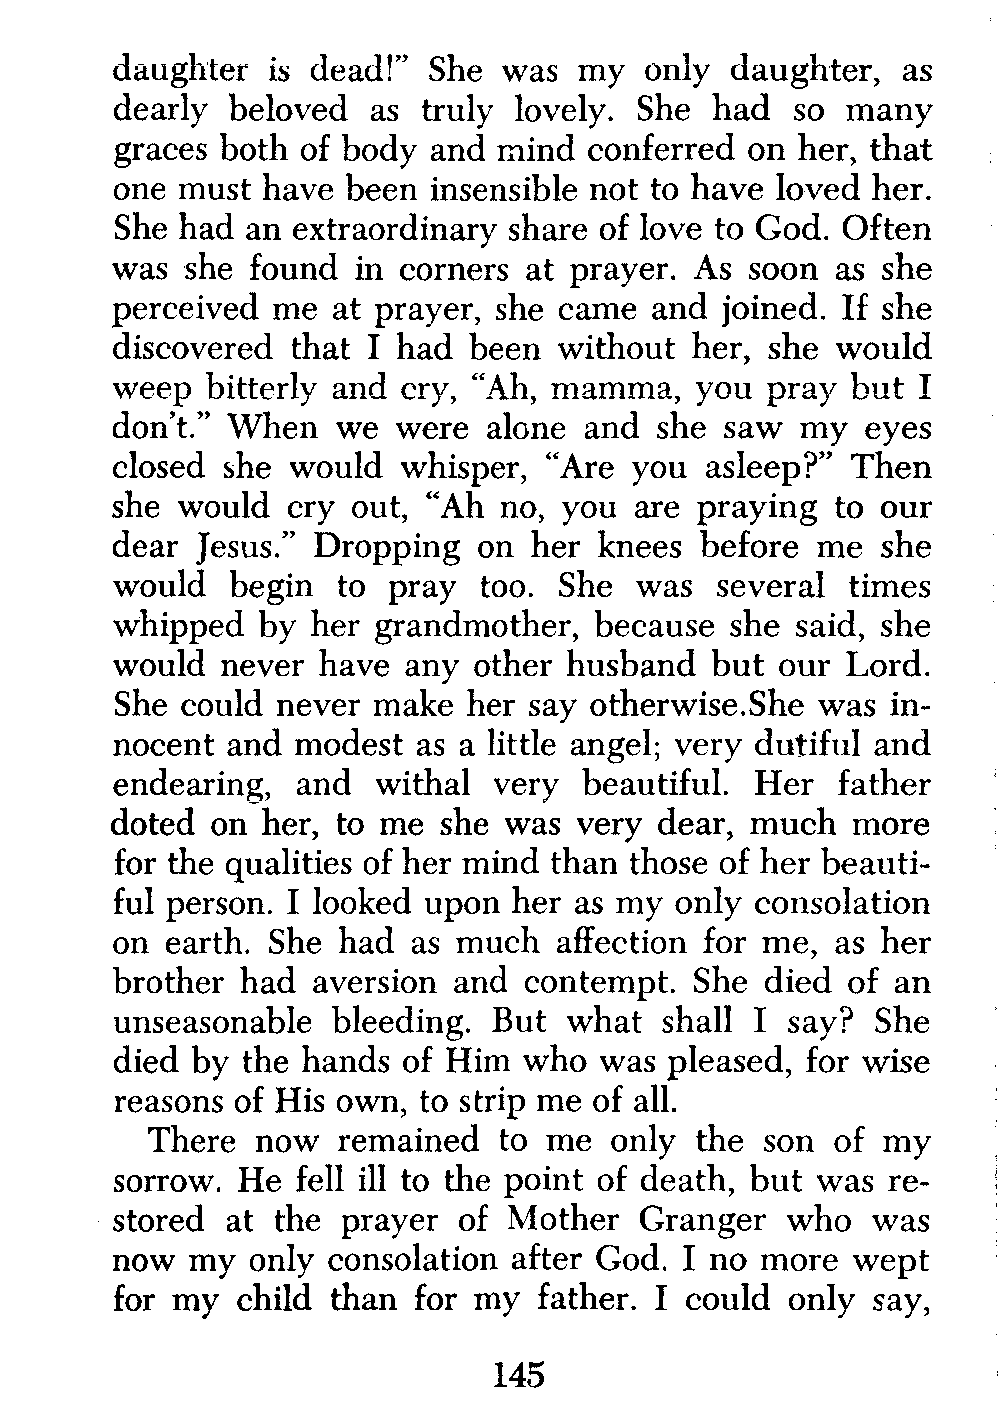 daughter is dead!” She was my only daughter, as
dearly beloved as truly lovely. She had so many
graces both of body and mind conferred on her, that
one must have been insensible not to have loved her.
She had an extraordinary share of love to God. Often
was she found in corners at prayer. As soon as she
perceived me at prayer, she came and joined. If she
discovered that I had been without her, she would
weep bitterly and cry, “Ah, mamma, you pray but I
don’t.” When we were alone and she saw my eyes
closed she would whisper, “Are you asleep?” Then
she would cry out, “Ah no, you are praying to our
dear Jesus.” Dropping on her knees before me she
would begin to pray too. She was several times
whipped by her grandmother, because she said, she
would never have any other husband but our Lord.
She could never make her say otherwise.She was in-
nocent and modest as a little angel; very dutiful and
endearing, and withal very beautiful. Her father
doted on her, to me she was very dear, much more
for the qualities of her mind than those of her beauti-
ful person. I looked upon her as my only consolation
on earth. She had as much affection for me, as her
brother had aversion and contempt. She died of an
unseasonable bleeding. But what shall I say? She
died by the hands of Him who was pleased, for wise
reasons of His own, to strip me of all.
There now remained to me only the son of my
sorrow. He fell ill to the point of death, but was re-
stored at the prayer of Mother Granger who was
now my only consolation after God. I no more wept
for my child than for my father. I could only say,
145